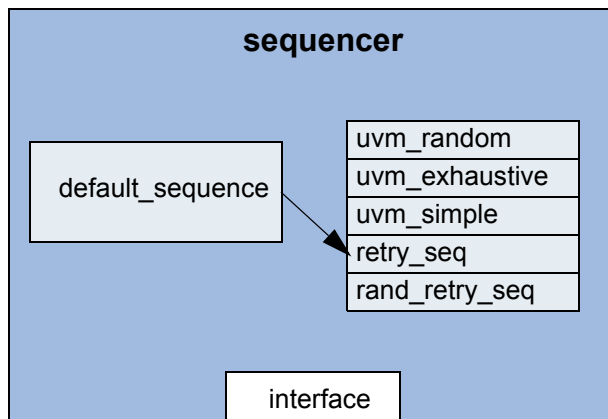 sequencer
default_sequence
uvm_random
uvm_exhaustive
uvm_simple
retry_seq
rand_retry_seq
interface